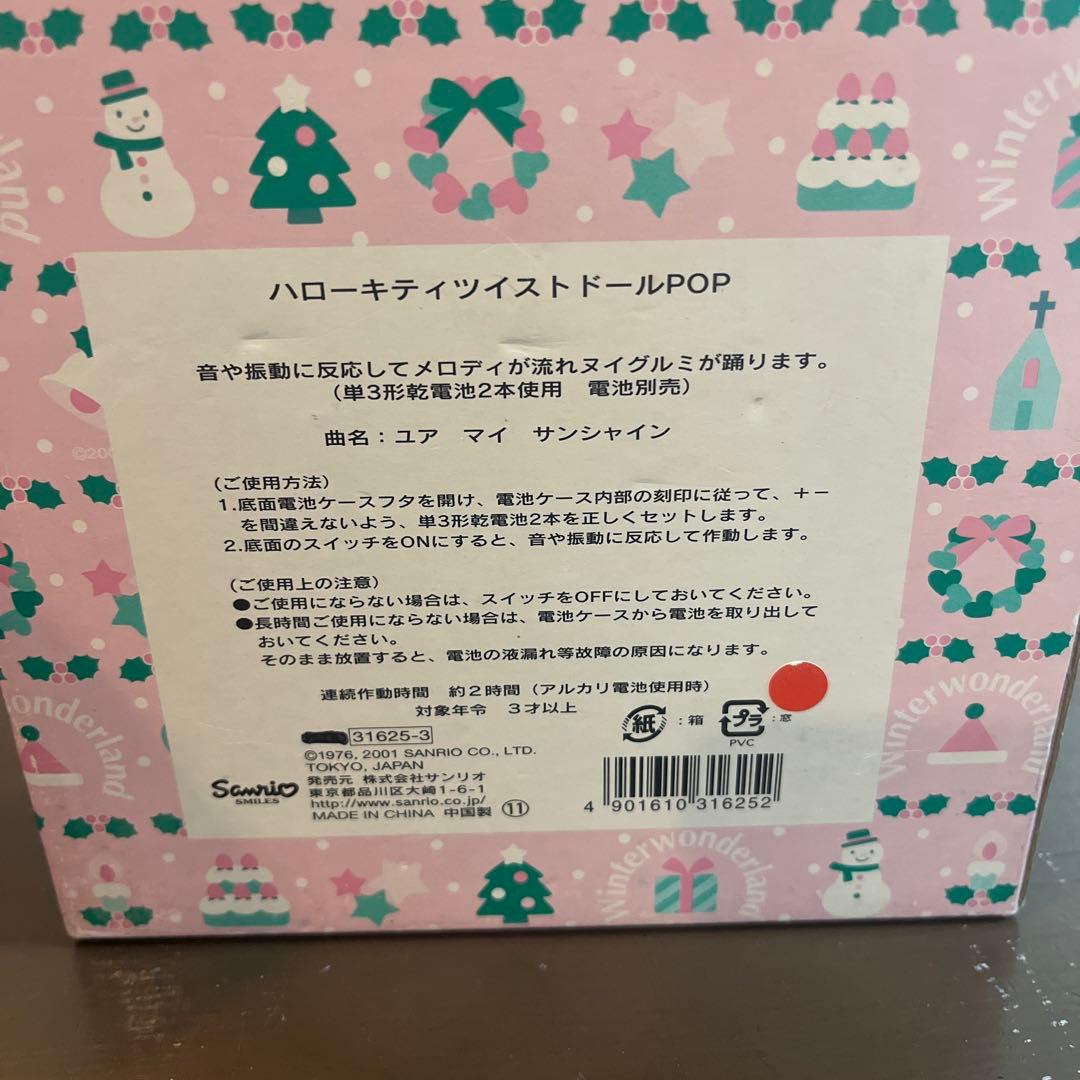 Winterwonderland
ハローキティツイストドールPOP
音や振動に反応してメロディが流れヌイグルミが踊ります。
(単3形乾電池2本使用　電池別売)
曲名：ユア　マイ　サンシャイン
(ご使用方法)
1.底面電池ケースフタを開け、電池ケース内部の刻印に従って、＋－
を間違えないよう、単3形乾電池2本を正しくセットします。
2.底面のスイッチをONにすると、音や振動に反応して作動します。
(ご使用上の注意)
●ご使用にならない場合は、スイッチをOFFにしておいてください。
●長時間ご使用にならない場合は、電池ケースから電池を取り出して
おいてください。
そのまま放置すると、電池の液漏れ等故障の原因になります。
連続作動時間　約2時間(アルカリ電池使用時)
対象年令　3才以上
紙：箱
プラ：窓
PVC
31625-3
©1976, 2001 SANRIO CO., LTD.
TOKYO, JAPAN
Sanrio
SMILES
発売元 株式会社サンリオ
東京都品川区大崎1-6-1
http://www.sanrio.co.jp/
MADE IN CHINA 中国製 ⑪
4 901610 316252
Winterwonderland
Winterwonderland